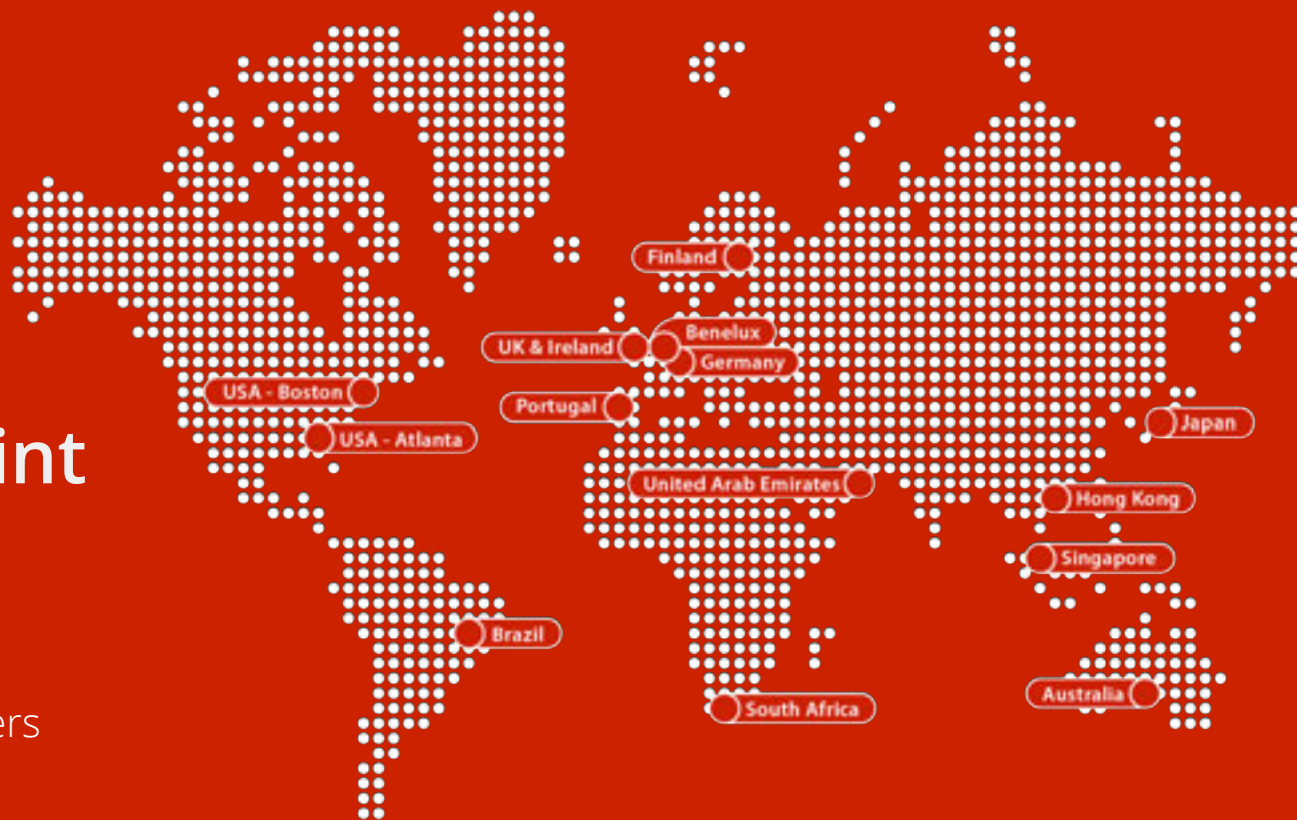 Finland
Benelux
UK & Ireland
Germany
USA - Boston
Portugal
Japan
USA - Atlanta
int
United Arab Emirates
Hong Kong
Singapore
Brazil
Australia
South Africa
ers